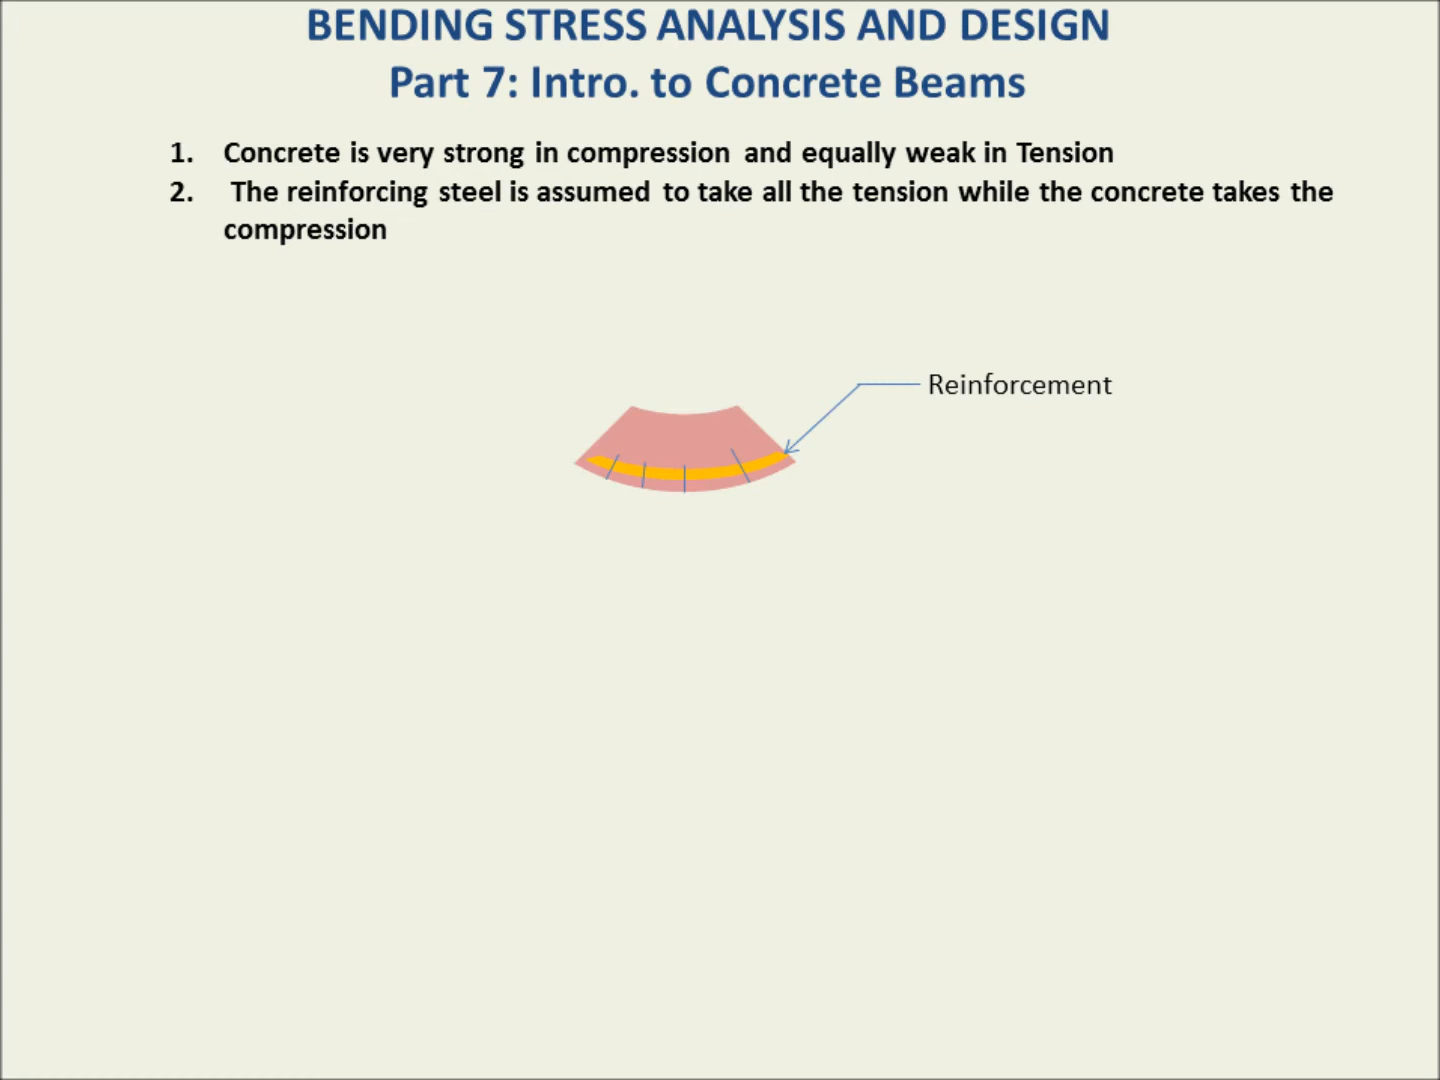 BENDING STRESS ANALYSIS AND DESIGN
Part 7: Intro. to Concrete Beams
1. Concrete is very strong in compression and equally weak in Tension
2. The reinforcing steel is assumed to take all the tension while the concrete takes the
compression
Reinforcement